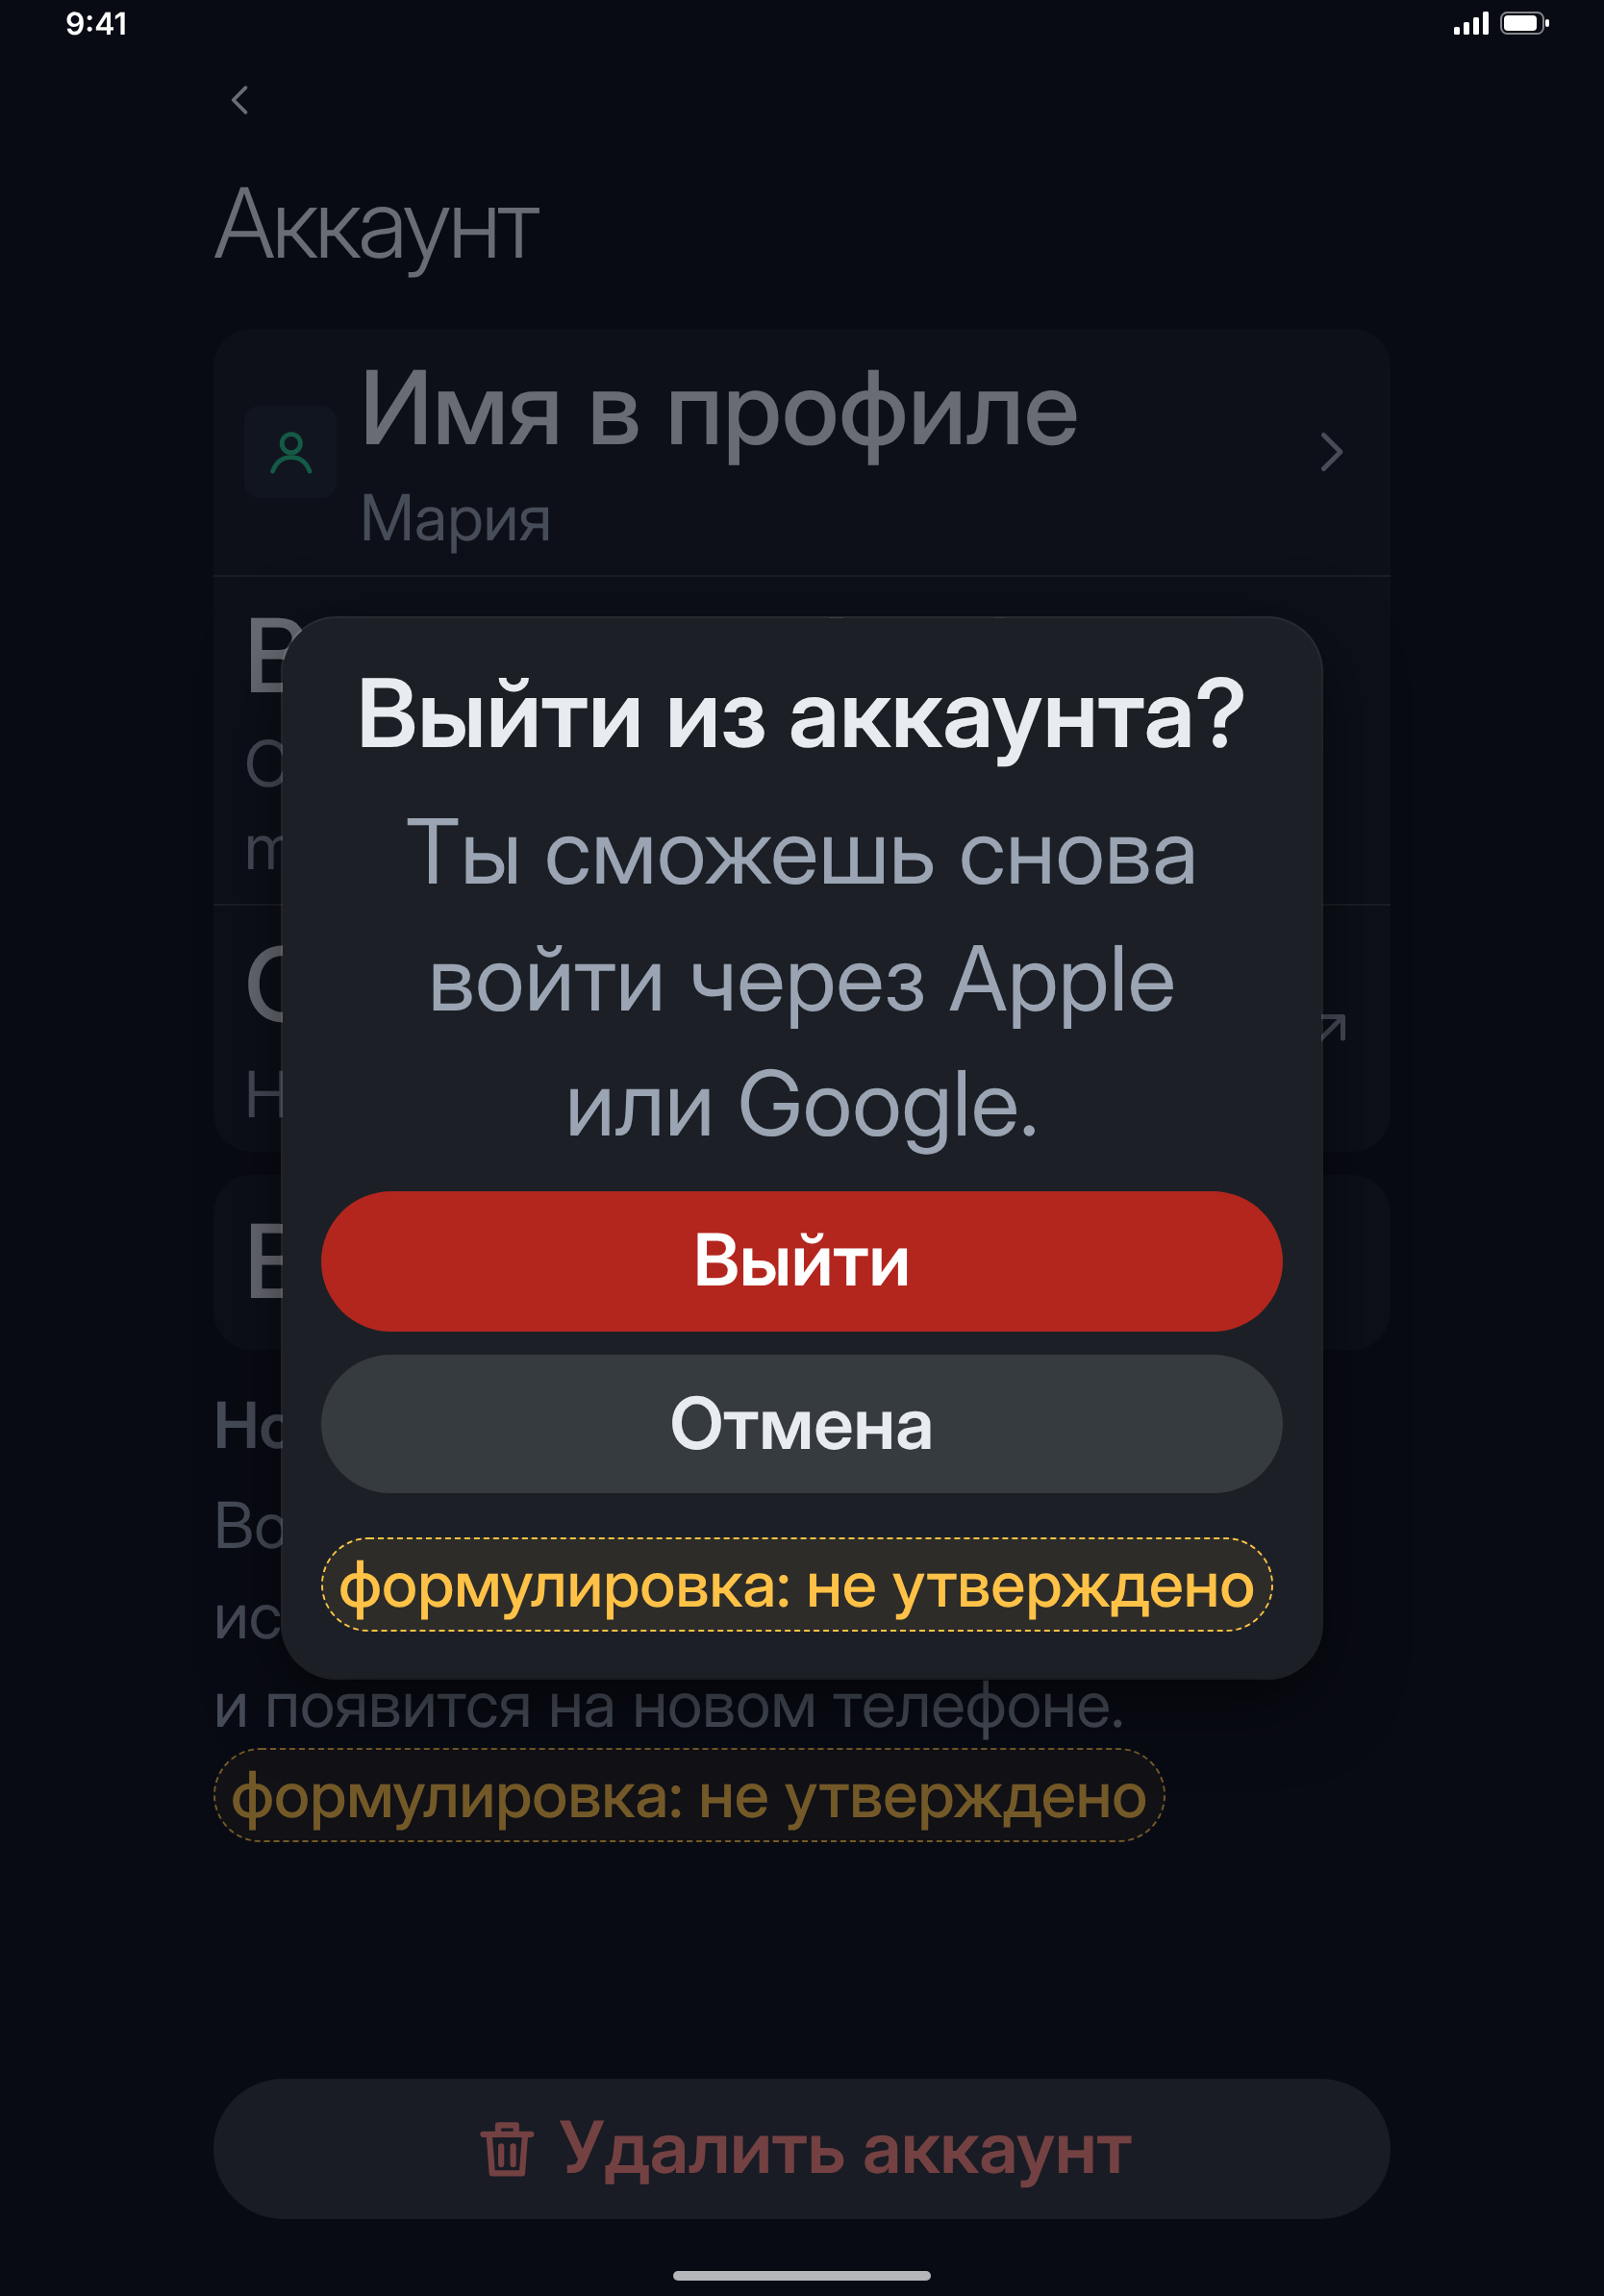 9:41
Аккаунт
Имя в профиле
Мария
Выйти из аккаунта?
Ты сможешь снова
войти через Apple
или Google.
Выйти
Отмена
формулировка: не утверждено
и появится на новом телефоне.
формулировка: не утверждено
Удалить аккаунт